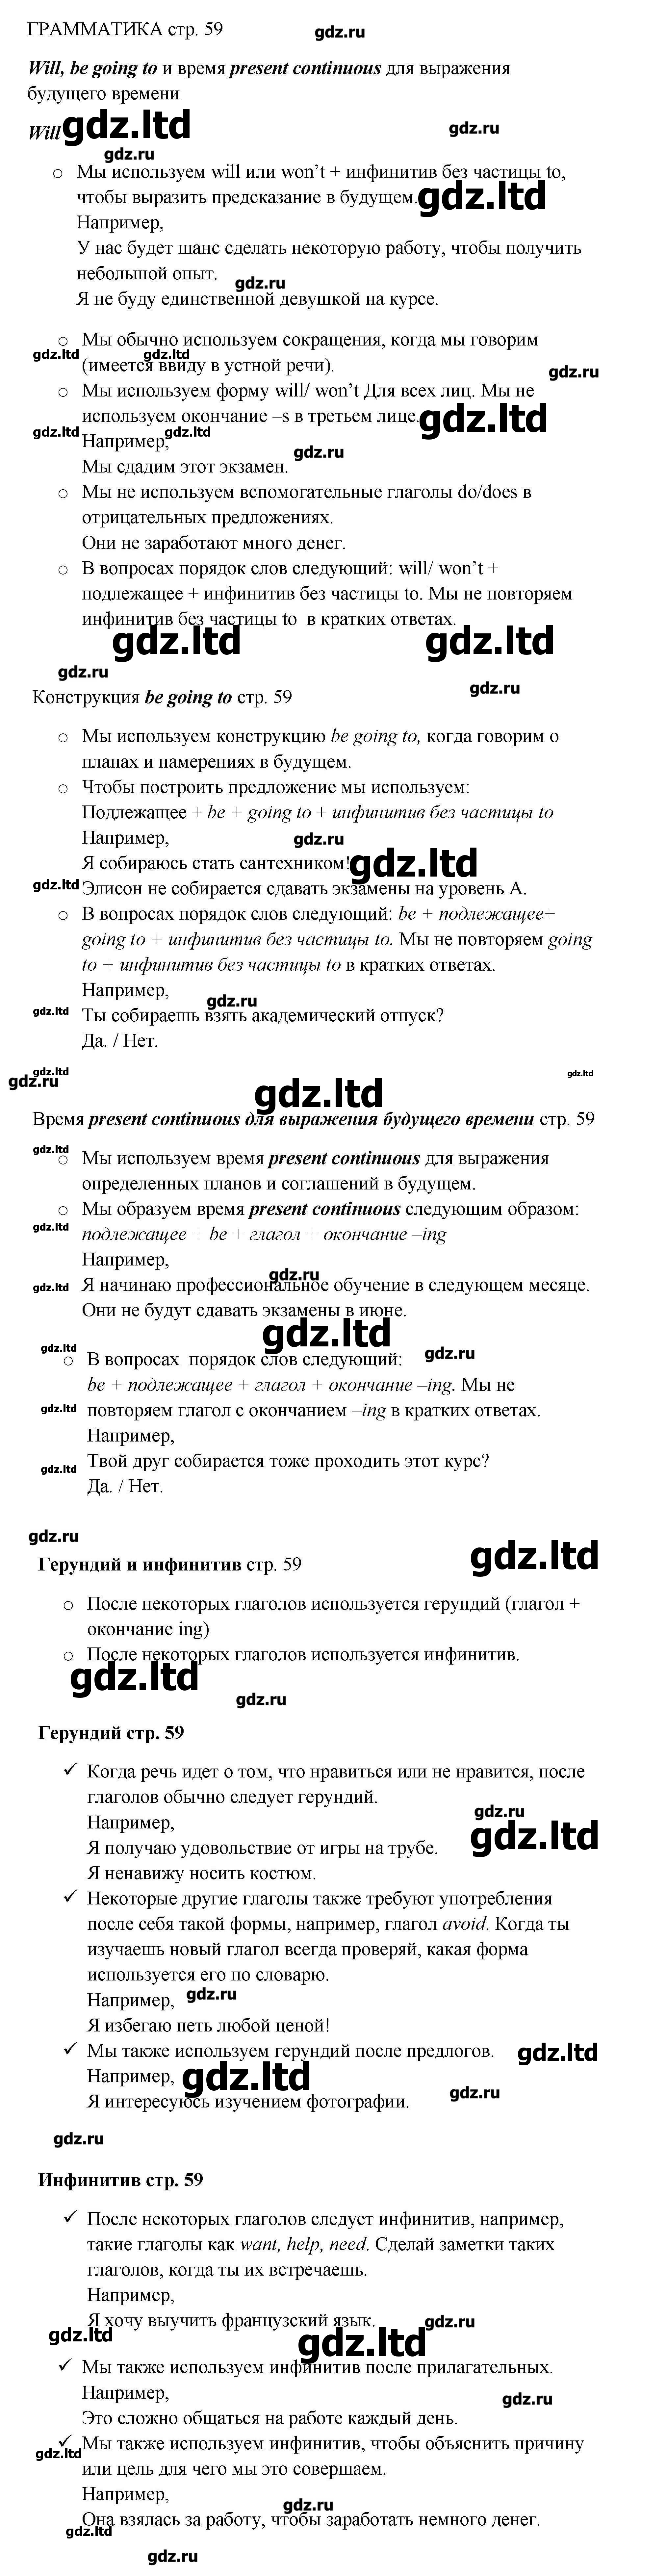 ГРАММАТИКА стр. 59
gdz.ru
Will, be going to и время present continuous для выражения
будущего времени
Will gdz.ltd
gdz.ru
gdz.ru
Мы используем will или won’t + инфинитив без частицы to,
чтобы выразить предсказание в будущем.
gdz.ltd
Например,
У нас будет шанс сделать некоторую работу, чтобы получить
небольшой опыт.
gdz.ru
Я не буду единственной девушкой на курсе.
Мы обычно используем сокращения, когда мы говорим
gdz.ltd gdz.ltd
(имеется ввиду в устной речи).
gdz.ru
Мы используем форму will/ won’t Для всех лиц. Мы не
используем окончание –s в третьем лице.
gdz.ltd
gdz.ltd gdz.ltd
Например,
gdz.ru
Мы сдадим этот экзамен.
Мы не используем вспомогательные глаголы do/does в
отрицательных предложениях.
Они не заработают много денег.
В вопросах порядок слов следующий: will/ won’t +
подлежащее + инфинитив без частицы to. Мы не повторяем
инфинитив без частицы to  в кратких ответах.
gdz.ltd gdz.ltd
gdz.ru
gdz.ru
Конструкция be going to стр. 59
Мы используем конструкцию be going to, когда говорим о
планах и намерениях в будущем.
Чтобы построить предложение мы используем:
Подлежащее + be + going to + инфинитив без частицы to
Например,
gdz.ru
Я собираюсь стать сантехником!
gdz.ltd
gdz.ltd
Элисон не собирается сдавать экзамены на уровень А.
В вопросах порядок слов следующий: be + подлежащее+
going to + инфинитив без частицы to. Мы не повторяем going
to + инфинитив без частицы to в кратких ответах.
Например,
gdz.ru
gdz.ltd
Ты собираешь взять академический отпуск?
Да. / Нет.
gdz.ltd
gdz.ltd
gdz.ru
gdz.ltd
Время present continuous для выражения будущего времени стр. 59
gdz.ltd
Мы используем время present continuous для выражения
определенных планов и соглашений в будущем.
Мы образуем время present continuous следующим образом:
gdz.ltd
подлежащее + be + глагол + окончание –ing
Например,
gdz.ru
gdz.ltd
Я начинаю профессиональное обучение в следующем месяце.
Они не будут сдавать экзамены в июне.
gdz.ltd
gdz.ltd
gdz.ru
В вопросах  порядок слов следующий:
be + подлежащее + глагол + окончание –ing. Мы не
gdz.ltd
повторяем глагол с окончанием –ing в кратких ответах.
Например,
Твой друг собирается тоже проходить этот курс?
gdz.ltd
Да. / Нет.
gdz.ru
gdz.ltd
Герундий и инфинитив стр. 59
После некоторых глаголов используется герундий (глагол +
окончание ing)
После некоторых глаголов используется инфинитив.
gdz.ltd
gdz.ru
Герундий стр. 59
Когда речь идет о том, что нравиться или не нравится, после
глаголов обычно следует герундий.
gdz.ru
Например,
gdz.ltd
Я получаю удовольствие от игры на трубе.
Я ненавижу носить костюм.
Некоторые другие глаголы также требуют употребления
после себя такой формы, например, глагол avoid. Когда ты
изучаешь новый глагол всегда проверяй, какая форма
используется его по словарю.
gdz.ru
Например,
Я избегаю петь любой ценой!
Мы также используем герундий после предлогов.
gdz.ltd
Например,
gdz.ltd
gdz.ru
Я интересуюсь изучением фотографии.
gdz.ru
Инфинитив стр. 59
После некоторых глаголов следует инфинитив, например,
такие глаголы как want, help, need. Сделай заметки таких
глаголов, когда ты их встречаешь.
Например,
Я хочу выучить французский язык.
gdz.ru
gdz.ltd
gdz.ltd
Мы также используем инфинитив после прилагательных.
Например,
gdz.ru
Это сложно общаться на работе каждый день.
Мы также используем инфинитив, чтобы объяснить причину
gdz.ltd
или цель для чего мы это совершаем.
Например,
gdz.ru
Она взялась за работу, чтобы заработать немного денег.
gdz.ltd
gdz.ru